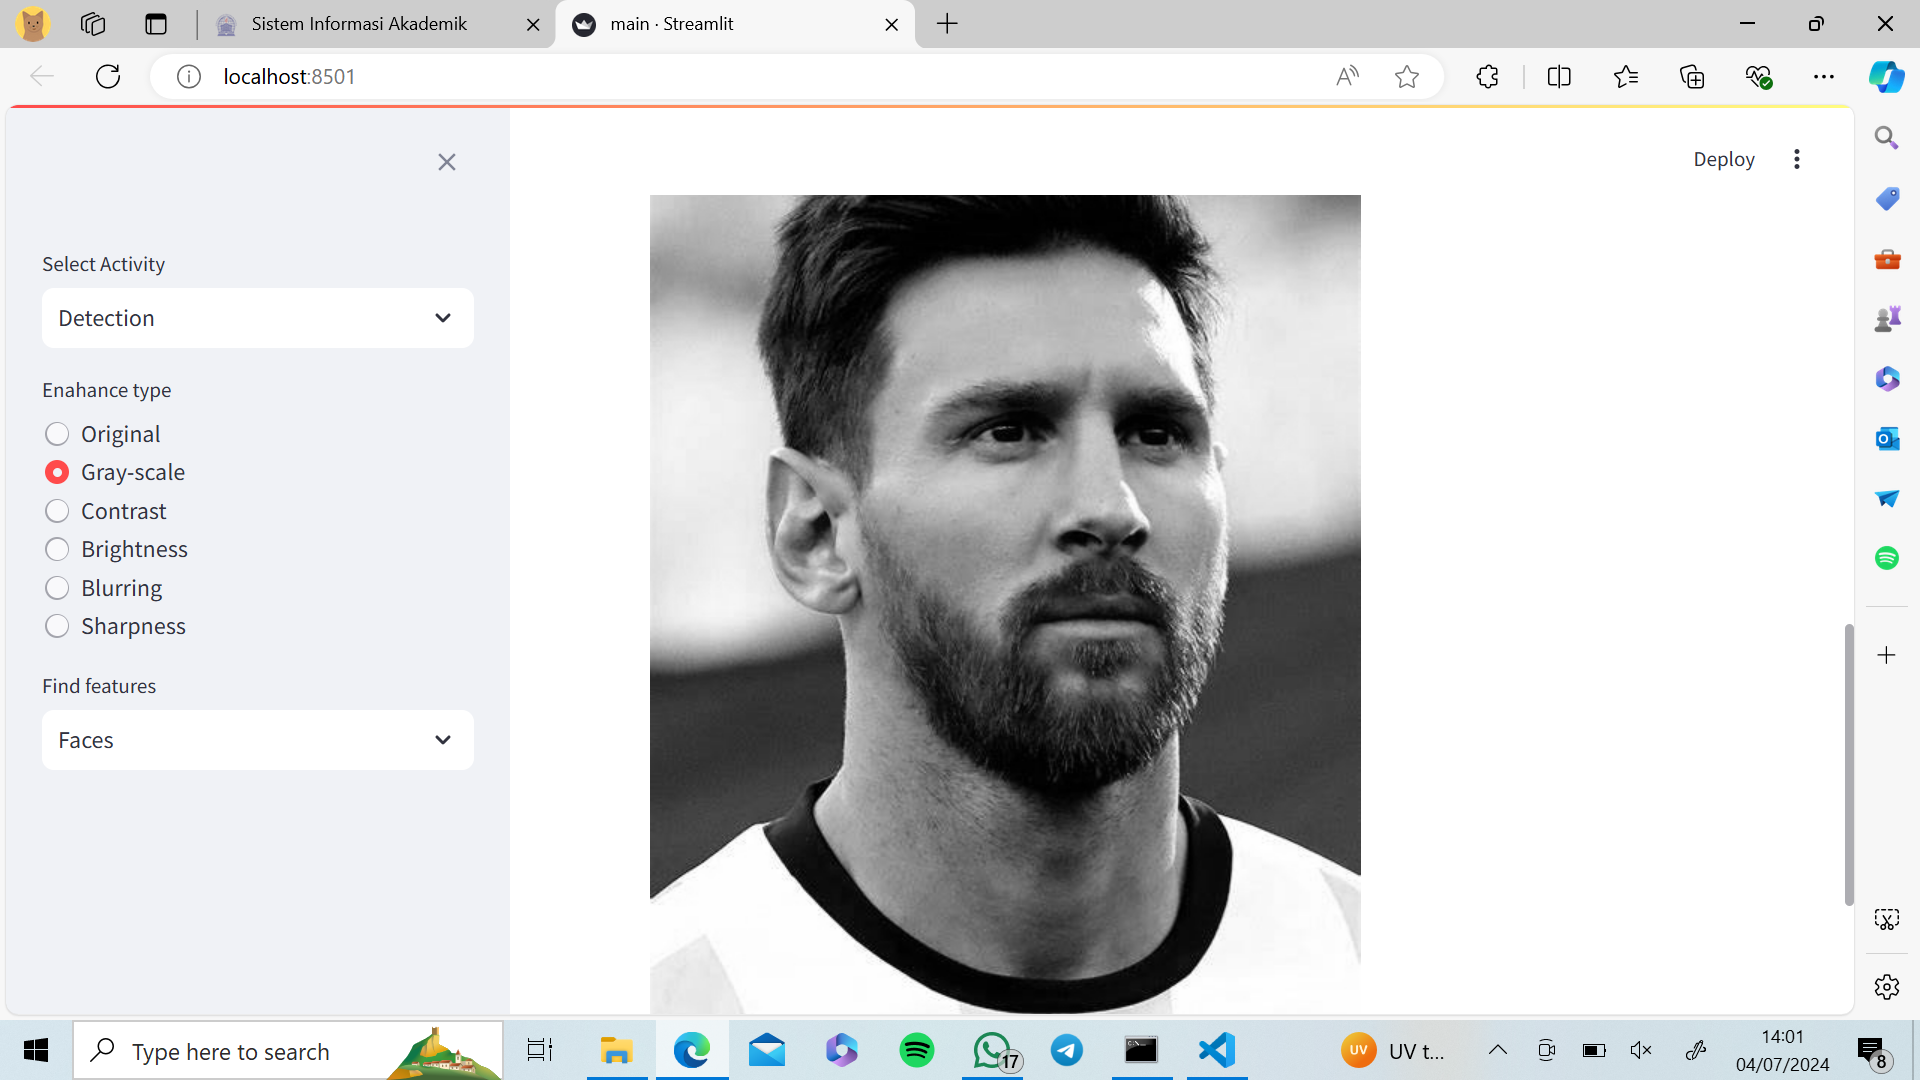 Sistem Informasi Akademik
main · Streamlit
localhost:8501
Deploy
Select Activity
Detection
Enahance type
Original
Gray-scale
Contrast
Brightness
Blurring
Sharpness
Find features
Faces
Type here to search
17
UV
UV t...
14:01
04/07/2024
8